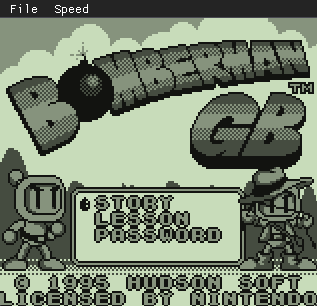 File Speed
BOMBERMAN
TM
GB
STORY
LESSON
PASSWORD
© 1995 HUDSON SOFT
LICENSED BY NINTENDO